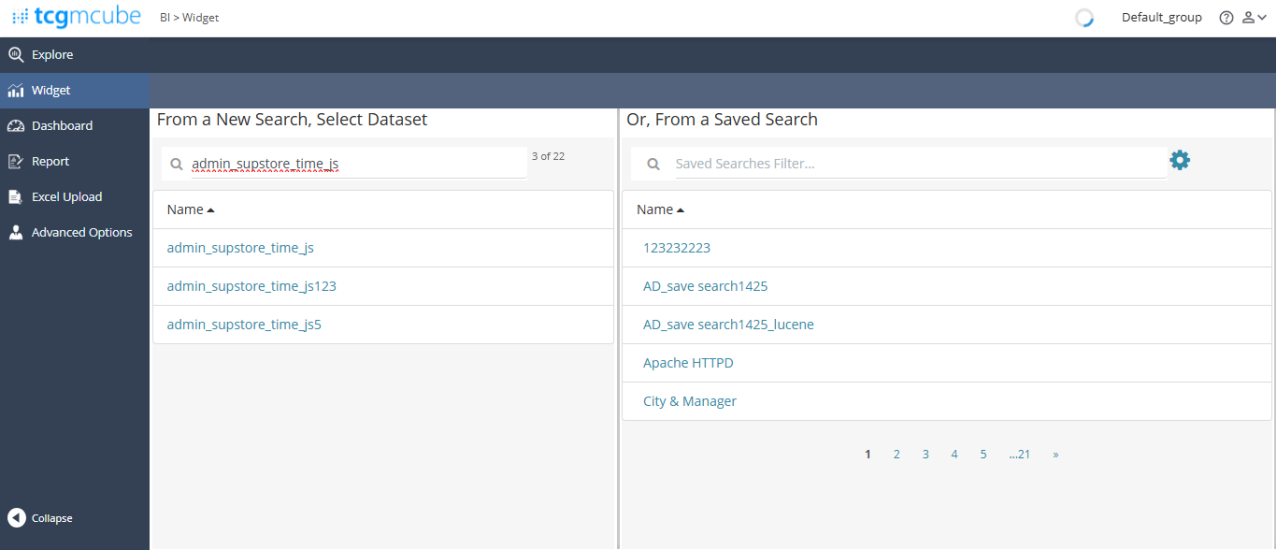 tcgmcube
BI > Widget
Default_group
Explore
Widget
Dashboard
Report
Excel Upload
Advanced Options
Collapse
From a New Search, Select Dataset
admin_supstore_time_js
3 of 22
Name
admin_supstore_time_js
admin_supstore_time_js123
admin_supstore_time_js5
Or, From a Saved Search
Saved Searches Filter...
Name
123232223
AD_save search1425
AD_save search1425_lucene
Apache HTTPD
City & Manager
1 2 3 4 5 ...21 »